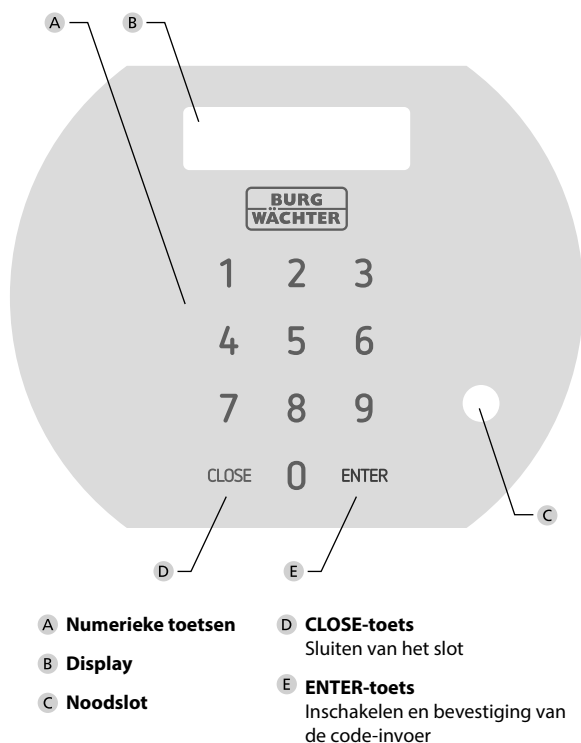 A B
BURG
WÄCHTER
1 2 3
4 5 6
7 8 9
CLOSE 0 ENTER
C
D E
A Numerieke toetsen
B Display
C Noodslot
D CLOSE-toets
Sluiten van het slot
E ENTER-toets
Inschakelen en bevestiging van
de code-invoer